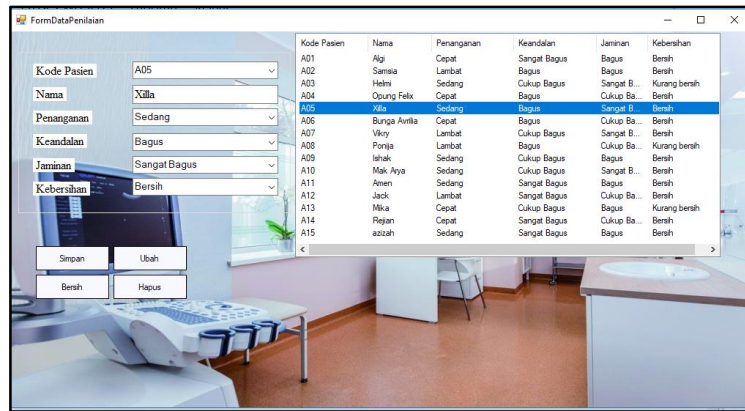 FormDataPenilaian
Kode Pasien A05
Nama Xilla
Penanganan Sedang
Keandalan Bagus
Jaminan Sangat Bagus
Kebersihan Bersih
Simpan Ubah
Bersih Hapus
Kode Pasien Nama Penanganan Keandalan Jaminan Kebersihan
A01 Algi Cepat Sangat Bagus Bagus Bersih
A02 Samsia Lambat Bagus Bagus Bersih
A03 Helmi Sedang Cukup Bagus Sangat B... Kurang bersih
A04 Opung Felix Cepat Bagus Cukup Ba... Bersih
A05 Xilla Sedang Bagus Sangat B... Bersih
A06 Bunga Avrilia Cepat Bagus Cukup Ba... Bersih
A07 Vikry Lambat Cukup Bagus Cukup Ba... Bersih
A08 Ponija Lambat Bagus Cukup Ba... Kurang bersih
A09 Ishak Sedang Cukup Bagus Bagus Bersih
A10 Mak Arya Sedang Cukup Bagus Sangat B... Bersih
A11 Amen Sedang Sangat Bagus Bagus Bersih
A12 Jack Lambat Sangat Bagus Cukup Ba... Bersih
A13 Mika Cepat Cukup Bagus Bagus Kurang bersih
A14 Rejian Cepat Sangat Bagus Cukup Ba... Bersih
A15 azizah Sedang Sangat Bagus Bagus Bersih